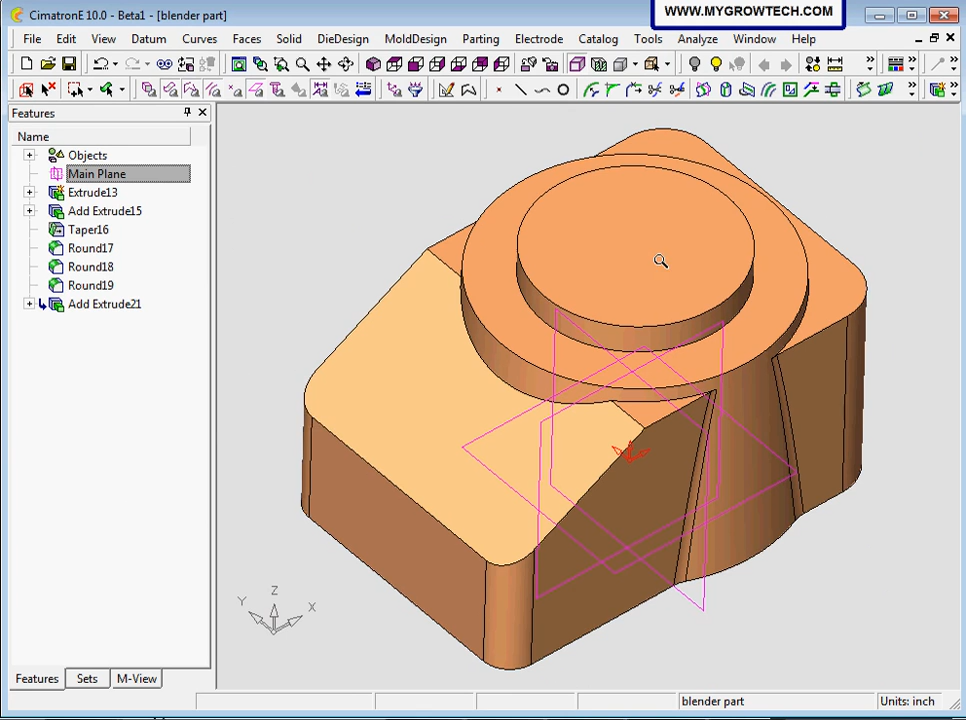 CimatronE 10.0 - Beta1 - [blender part]
WWW.MYGROWTECH.COM
File Edit View Datum Curves Faces Solid DieDesign MoldDesign Parting Electrode Catalog Tools Analyze Window Help
Features
Name
Objects
Main Plane
Extrude13
Add Extrude15
Taper16
Round17
Round18
Round19
Add Extrude21
Z
Y
X
Features Sets M-View
blender part
Units: inch